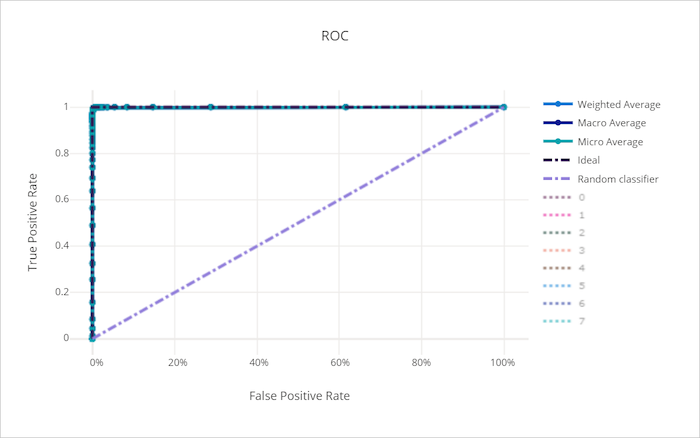 ROC
True Positive Rate
1
0.8
0.6
0.4
0.2
0
0%
20%
40%
60%
80%
100%
False Positive Rate
Weighted Average
Macro Average
Micro Average
Ideal
Random classifier
0
1
2
3
4
5
6
7